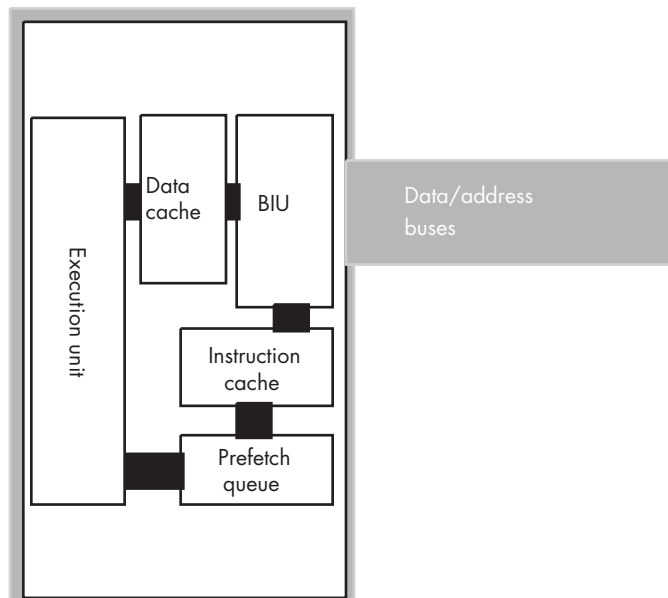 Data
cache
BIU
Data/address
buses
Execution unit
Instruction
cache
Prefetch
queue